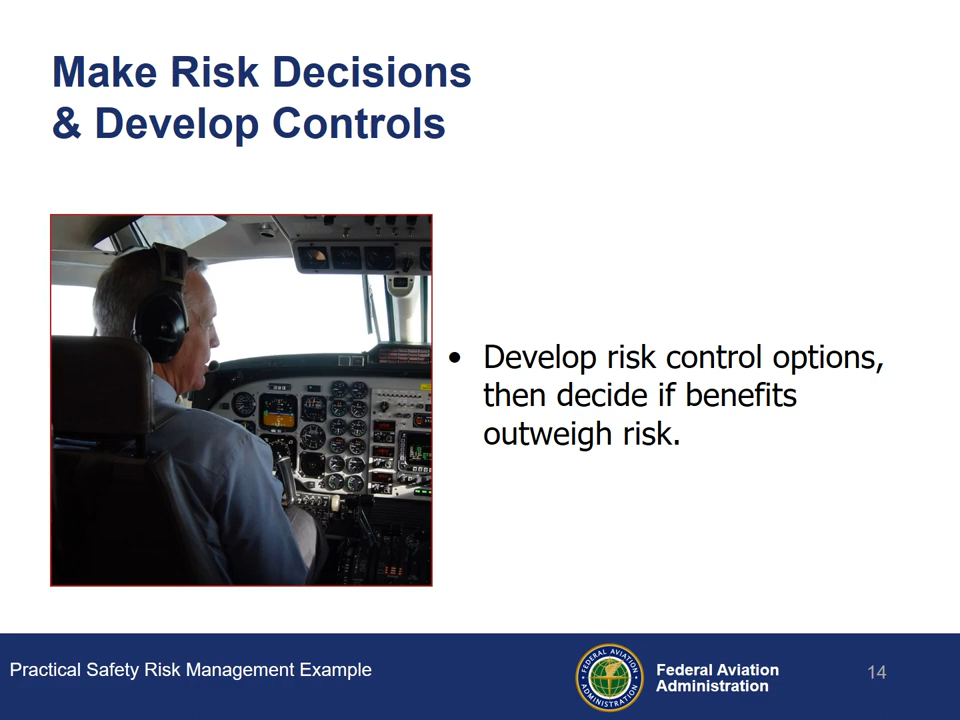 Make Risk Decisions
& Develop Controls
• Develop risk control options,
then decide if benefits
outweigh risk.
Practical Safety Risk Management Example
FEDERAL AVIATION
ADMINISTRATION
Federal Aviation
Administration
14